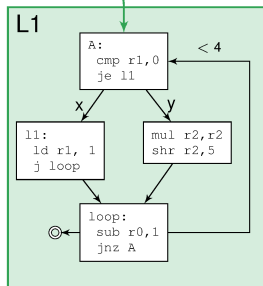 L1
A:
cmp r1,0
je l1
< 4
x
y
l1:
ld r1, 1
j loop
mul r2,r2
shr r2,5
loop:
sub r0,1
jnz A